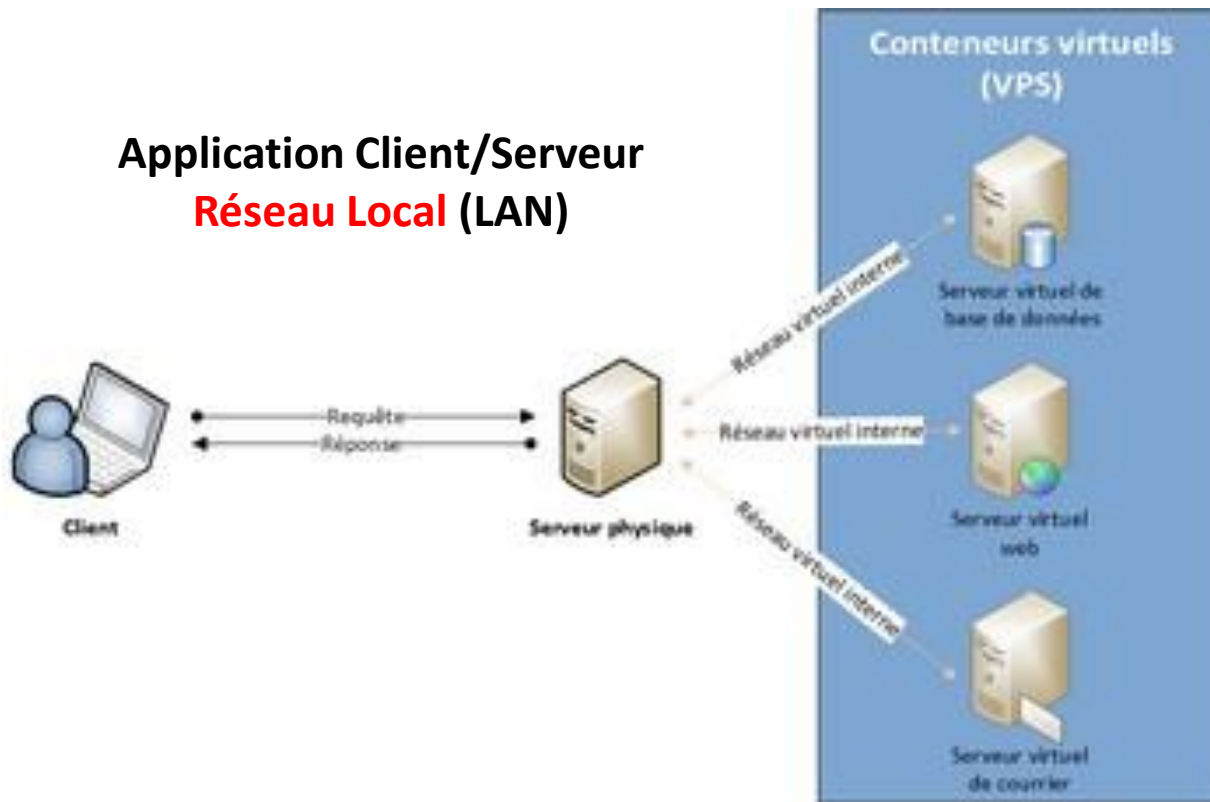 Conteneurs virtuels
(VPS)
Application Client/Serveur
Réseau Local (LAN)
Réseau virtuel interne
Serveur virtuel de
base de données
Requête
Réponse
Réseau virtuel interne
Client
Serveur physique
Serveur virtuel
web
Réseau virtuel interne
Serveur virtuel
de courrier